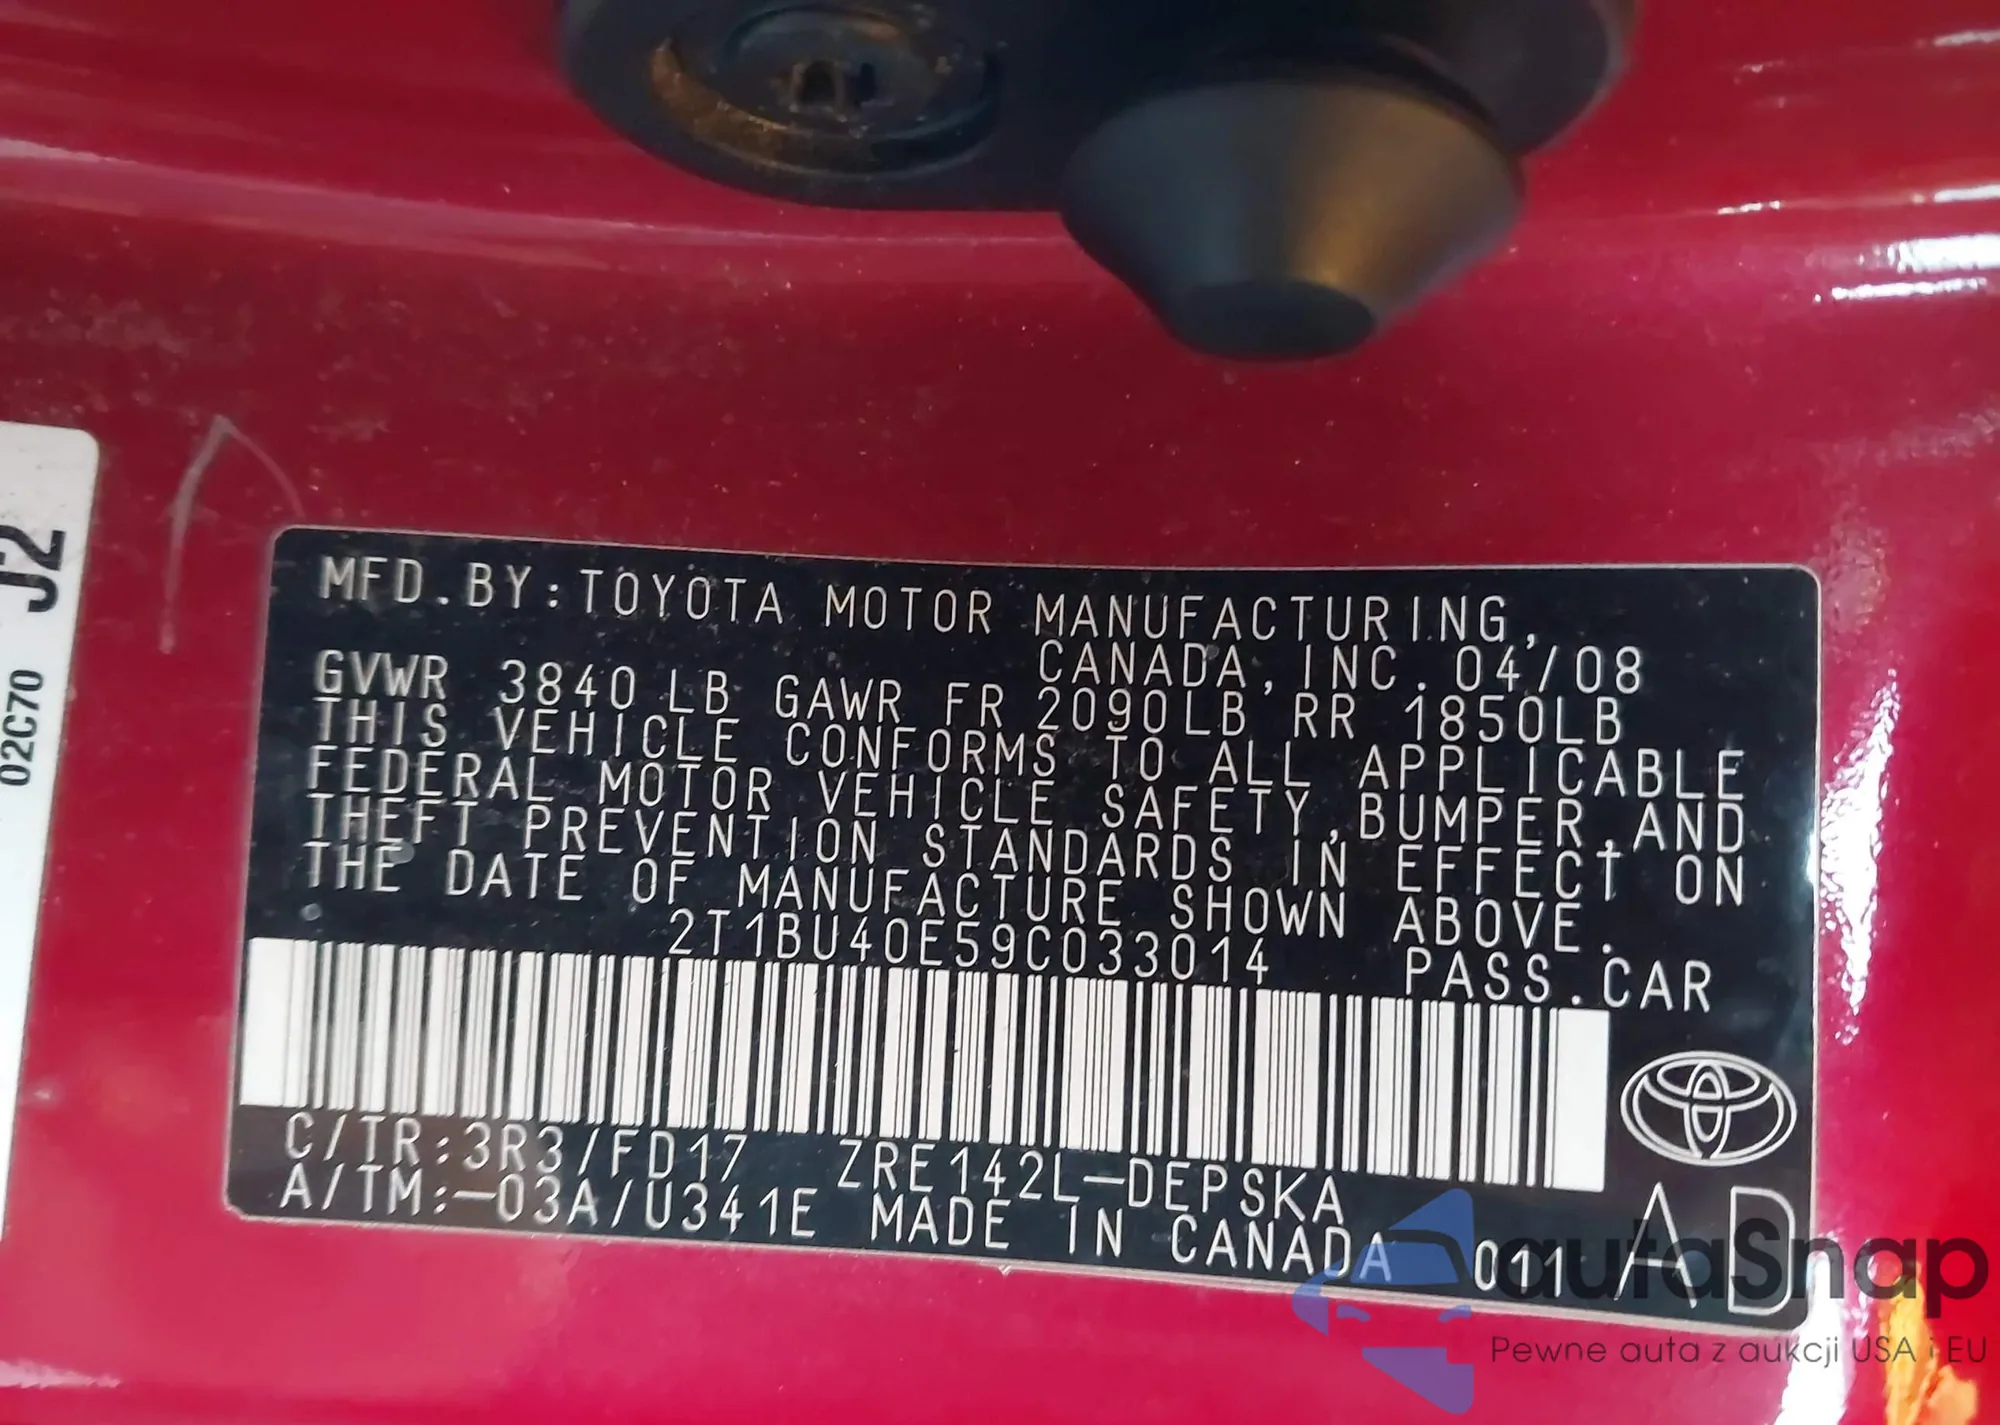 J2
02C70
MFD.BY:TOYOTA MOTOR MANUFACTURING,
CANADA, INC. 04/08
GVWR 3840 LB GAWR FR 2090LB RR 1850LB
THIS VEHICLE CONFORMS TO ALL APPLICABLE
FEDERAL MOTOR VEHICLE SAFETY,BUMPER,AND
THEFT PREVENTION STANDARDS IN EFFECT ON
THE DATE OF MANUFACTURE SHOWN ABOVE.
2T1BU40E59C033014 PASS.CAR
C/TR:3R3/FD17 ZRE142L-DEPSKA
A/TM:-03A/U341E MADE IN CANADA 011
AD
autaSnap
Pewne auta z aukcji USA i EU